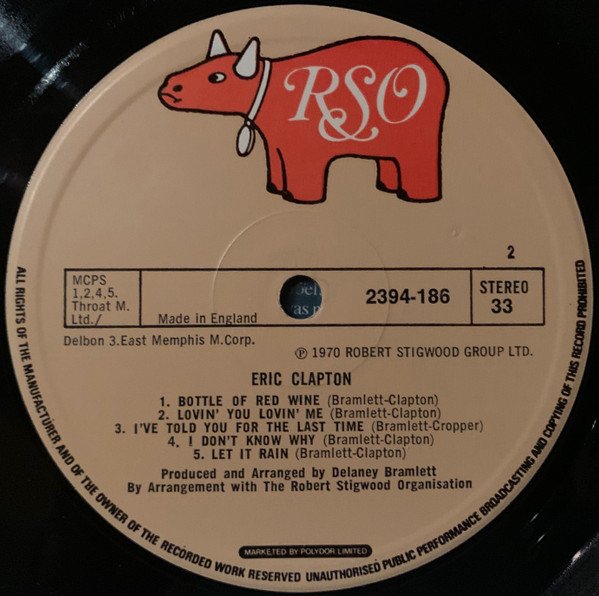 RSO
2
MCPS
1,2,4,5.
Throat M.
Ltd./
Made in England
2394-186
STEREO
33
Delbon 3.East Memphis M.Corp.
℗ 1970 ROBERT STIGWOOD GROUP LTD.
ERIC CLAPTON
1. BOTTLE OF RED WINE (Bramlett-Clapton)
2. LOVIN' YOU LOVIN' ME (Bramlett-Clapton)
3. I'VE TOLD YOU FOR THE LAST TIME (Bramlett-Cropper)
4. I DON'T KNOW WHY (Bramlett-Clapton)
5. LET IT RAIN (Bramlett-Clapton)
Produced and Arranged by Delaney Bramlett
By Arrangement with The Robert Stigwood Organisation
MARKETED BY POLYDOR LIMITED
ALL RIGHTS OF THE MANUFACTURER AND OF THE OWNER OF THE RECORDED WORK RESERVED UNAUTHORISED PUBLIC PERFORMANCE BROADCASTING AND COPYING OF THIS RECORD PROHIBITED